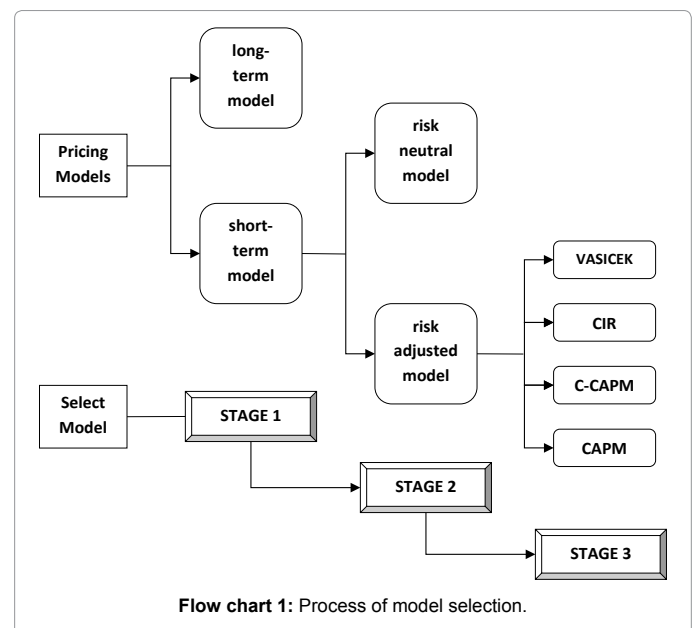 long-
term
model
Pricing
Models
short-
term
model
risk
neutral
model
risk
adjusted
model
VASICEK
CIR
C-CAPM
CAPM
Select
Model
STAGE 1
STAGE 2
STAGE 3
Flow chart 1: Process of model selection.